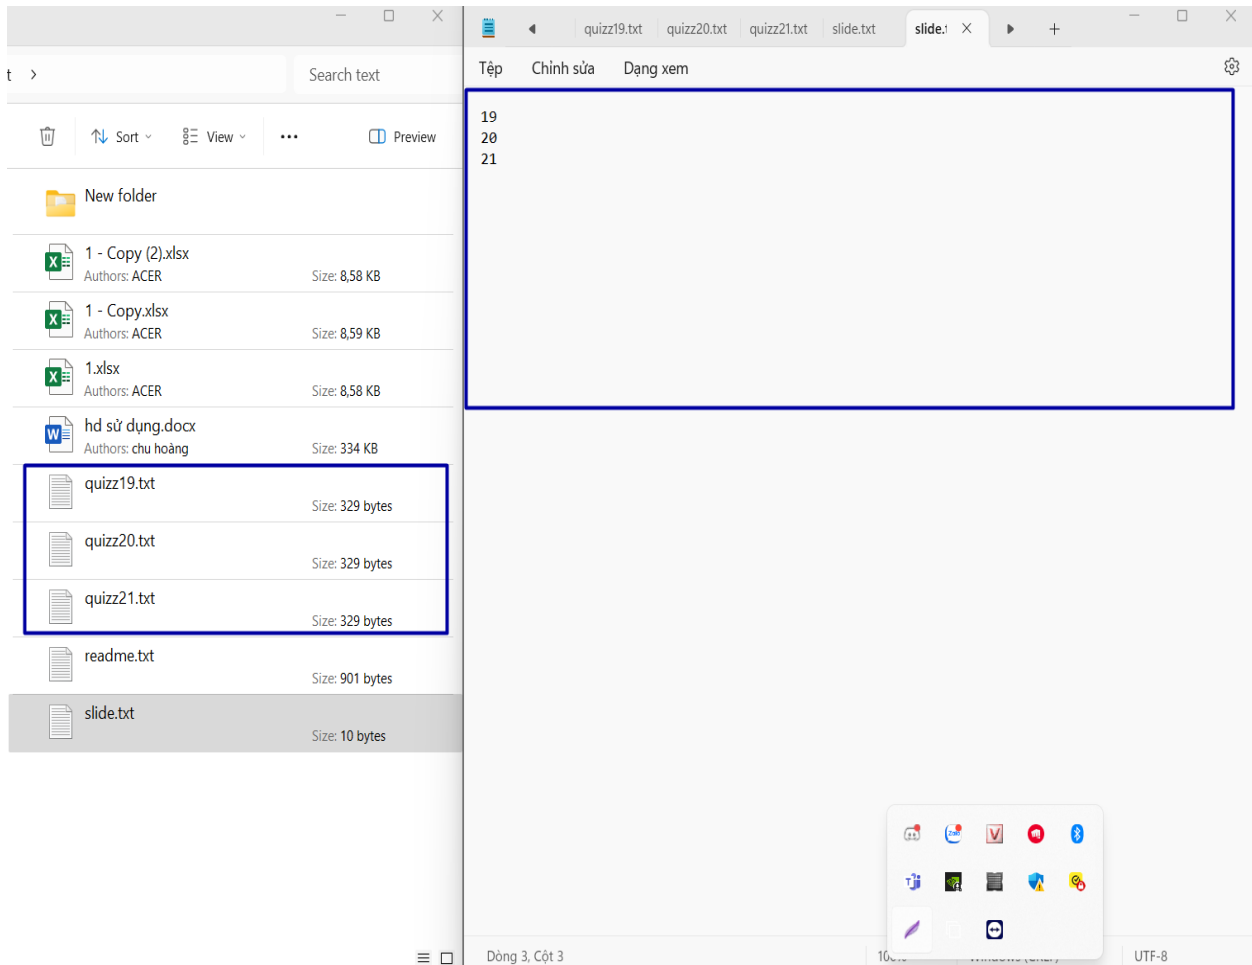 t >
Search text
Sort
View
Preview
New folder
1 - Copy (2).xlsx
Authors: ACER
Size: 8,58 KB
1 - Copy.xlsx
Authors: ACER
Size: 8,59 KB
1.xlsx
Authors: ACER
Size: 8,58 KB
hd sử dụng.docx
Authors: chu hoàng
Size: 334 KB
quizz19.txt
Size: 329 bytes
quizz20.txt
Size: 329 bytes
quizz21.txt
Size: 329 bytes
readme.txt
Size: 901 bytes
slide.txt
Size: 10 bytes
quizz19.txt quizz20.txt quizz21.txt slide.txt slide.
Tệp Chỉnh sửa Dạng xem
19
20
21
Zalo
Dòng 3, Cột 3
UTF-8